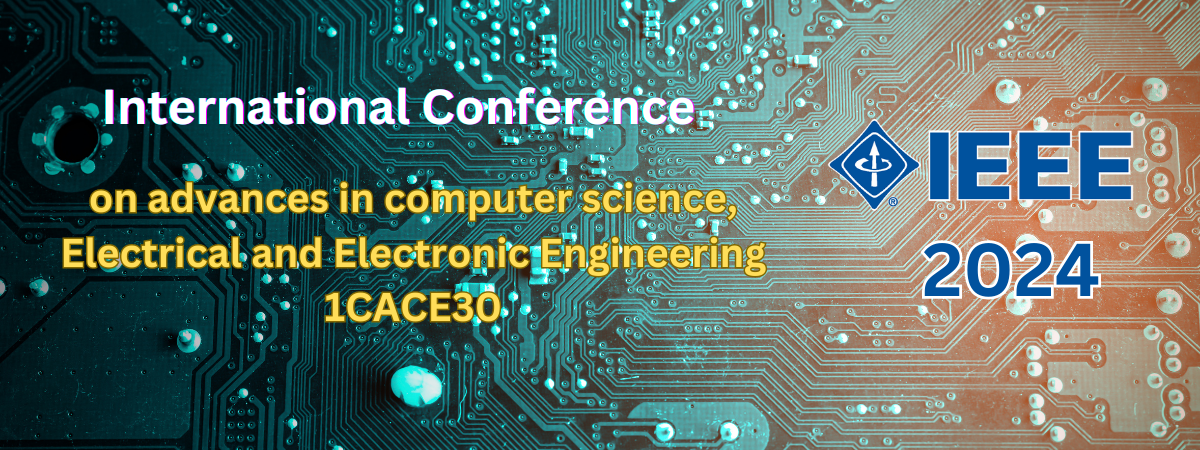 International Conference
on advances in computer science,
Electrical and Electronic Engineering
1CACE30
IEEE
®
2024